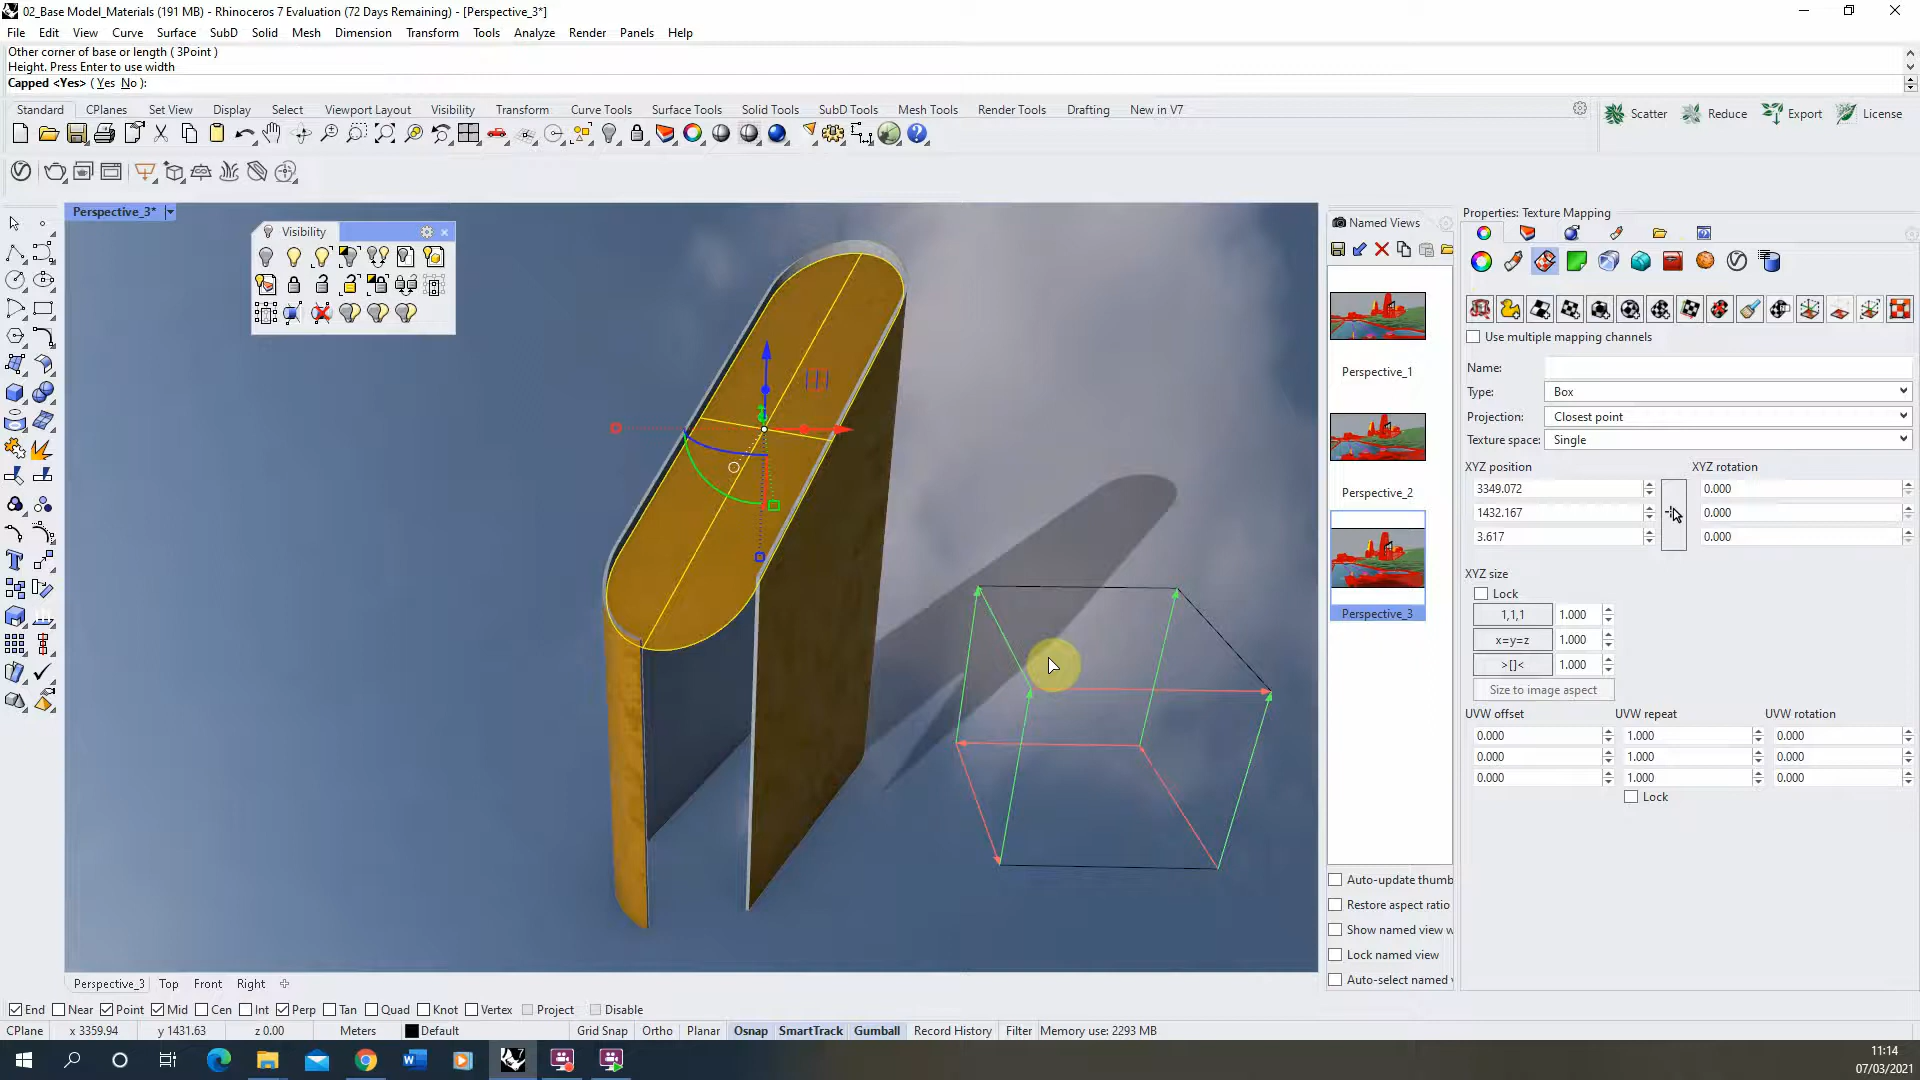 02_Base Model_Materials (191 MB) - Rhinoceros 7 Evaluation (72 Days Remaining) - [Perspective_3*]
File Edit View Curve Surface SubD Solid Mesh Dimension Transform Tools Analyze Render Panels Help
Other corner of base or length ( 3Point )
Height. Press Enter to use width
Capped <Yes> ( Yes No ):
Standard CPlanes Set View Display Select Viewport Layout Visibility Transform Curve Tools Surface Tools Solid Tools SubD Tools Mesh Tools Render Tools Drafting New in V7
Scatter Reduce Export License
Perspective_3*
Visibility
Named Views
Perspective_1
Perspective_2
Perspective_3
Auto-update thumb
Restore aspect ratio
Show named view w
Lock named view
Auto-select named
Properties: Texture Mapping
Use multiple mapping channels
Name:
Type: Box
Projection: Closest point
Texture space: Single
XYZ position XYZ rotation
3349.072 0.000
1432.167 0.000
3.617 0.000
XYZ size
Lock
1,1,1 1.000
x=y=z 1.000
>[]< 1.000
Size to image aspect
UVW offset UVW repeat UVW rotation
0.000 1.000 0.000
0.000 1.000 0.000
0.000 1.000 0.000
Lock
Perspective_3 Top Front Right
End Near Point Mid Cen Int Perp Tan Quad Knot Vertex Project Disable
CPlane x 3359.94 y 1431.63 z 0.00 Meters Default Grid Snap Ortho Planar Osnap SmartTrack Gumball Record History Filter Memory use: 2293 MB
11:14
07/03/2021